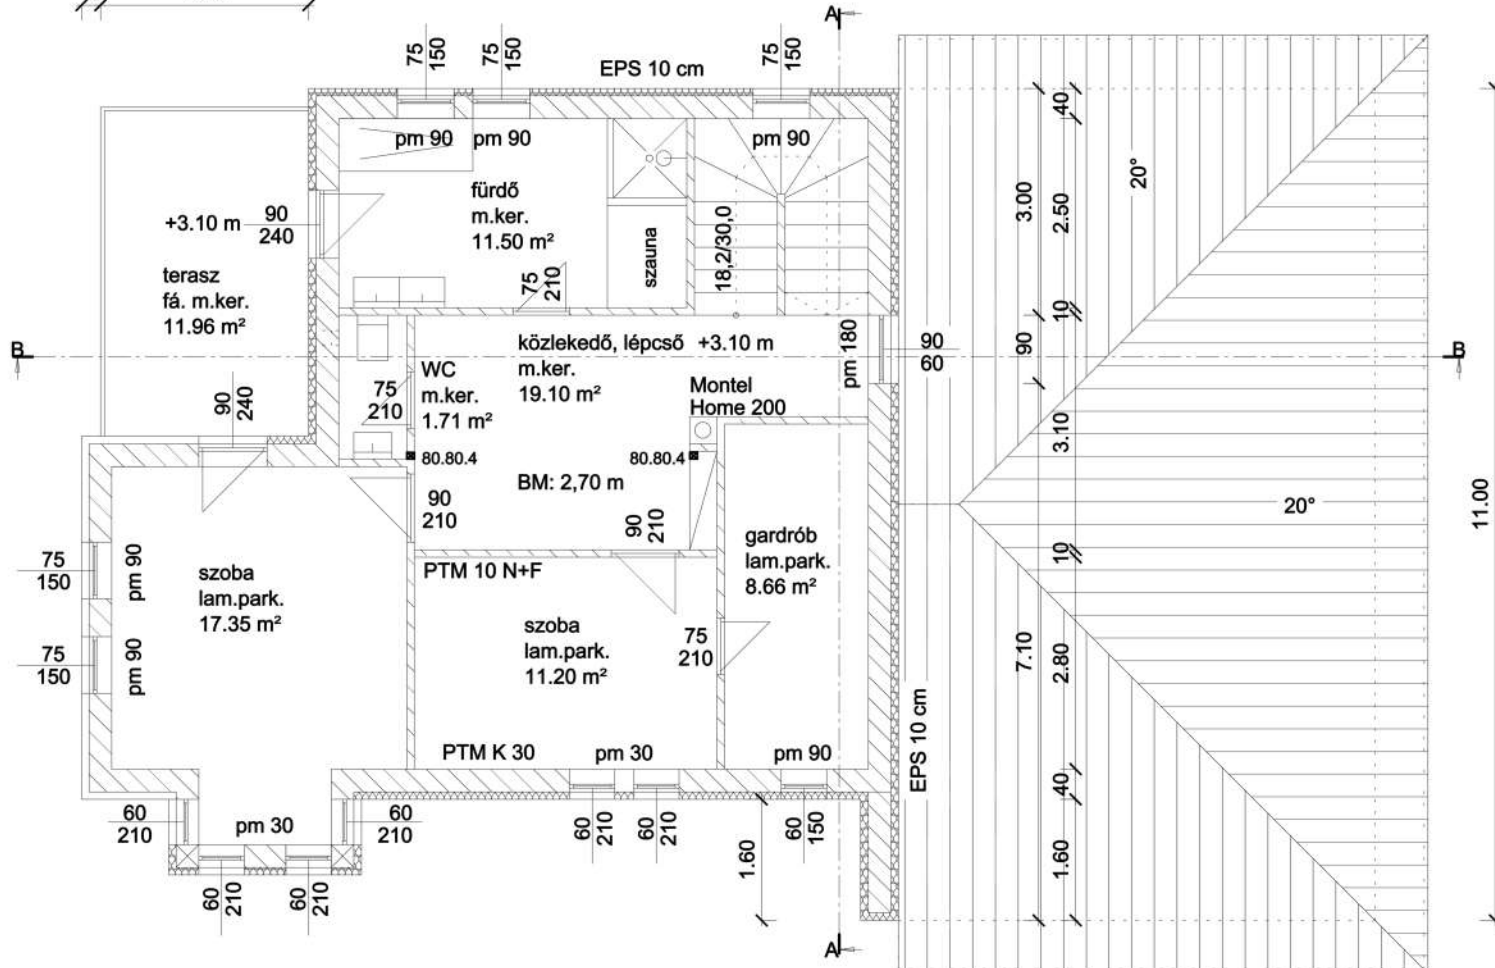 A
75
150
75
150
EPS 10 cm
75
150
pm 90
pm 90
pm 90
40
fürdő
m.ker.
11.50 m²
+3.10 m
90
240
terasz
fá. m.ker.
11.96 m²
szauna
18,2/30,0
3.00
2.50
20°
75
210
B
közlekedő, lépcső +3.10 m
m.ker.
19.10 m²
pm 180
90
60
10
90
B
WC
m.ker.
1.71 m²
75
210
Montel
Home 200
90
240
3.10
80.80.4
80.80.4
BM: 2,70 m
90
210
90
210
20°
11.00
75
150
pm 90
szoba
lam.park.
17.35 m²
PTM 10 N+F
gardrób
lam.park.
8.66 m²
10
szoba
lam.park.
11.20 m²
75
210
75
150
pm 90
7.10
2.80
EPS 10 cm
PTM K 30
pm 30
pm 90
40
60
210
pm 30
60
210
60
210
60
210
60
150
1.60
1.60
60
210
60
210
A